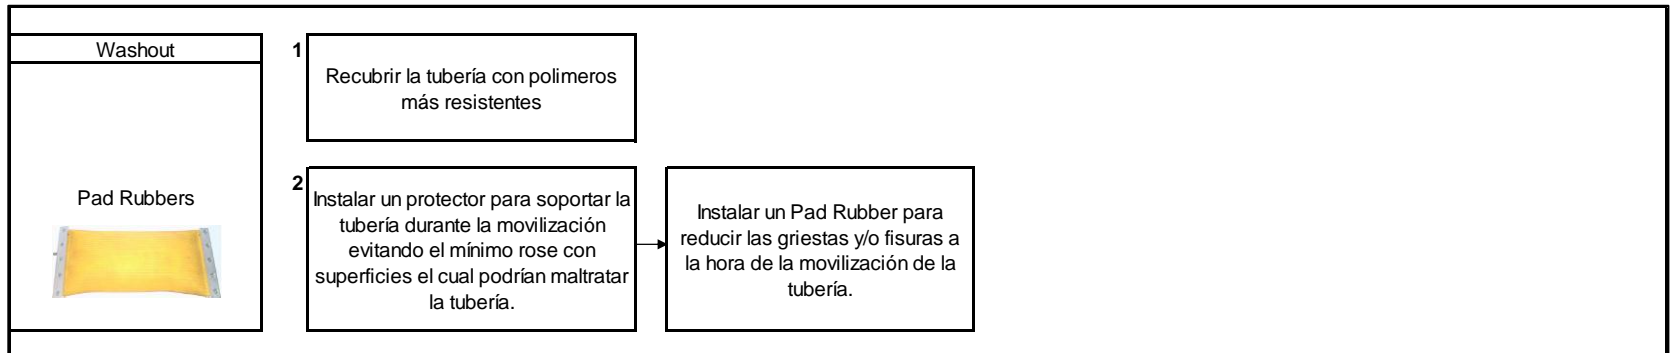 Washout
Pad Rubbers
1
Recubrir la tubería con polimeros
más resistentes
2
Instalar un protector para soportar la
tubería durante la movilización
evitando el mínimo rose con
superficies el cual podrían maltratar
la tubería.
Instalar un Pad Rubber para
reducir las griestas y/o fisuras a
la hora de la movilización de la
tubería.